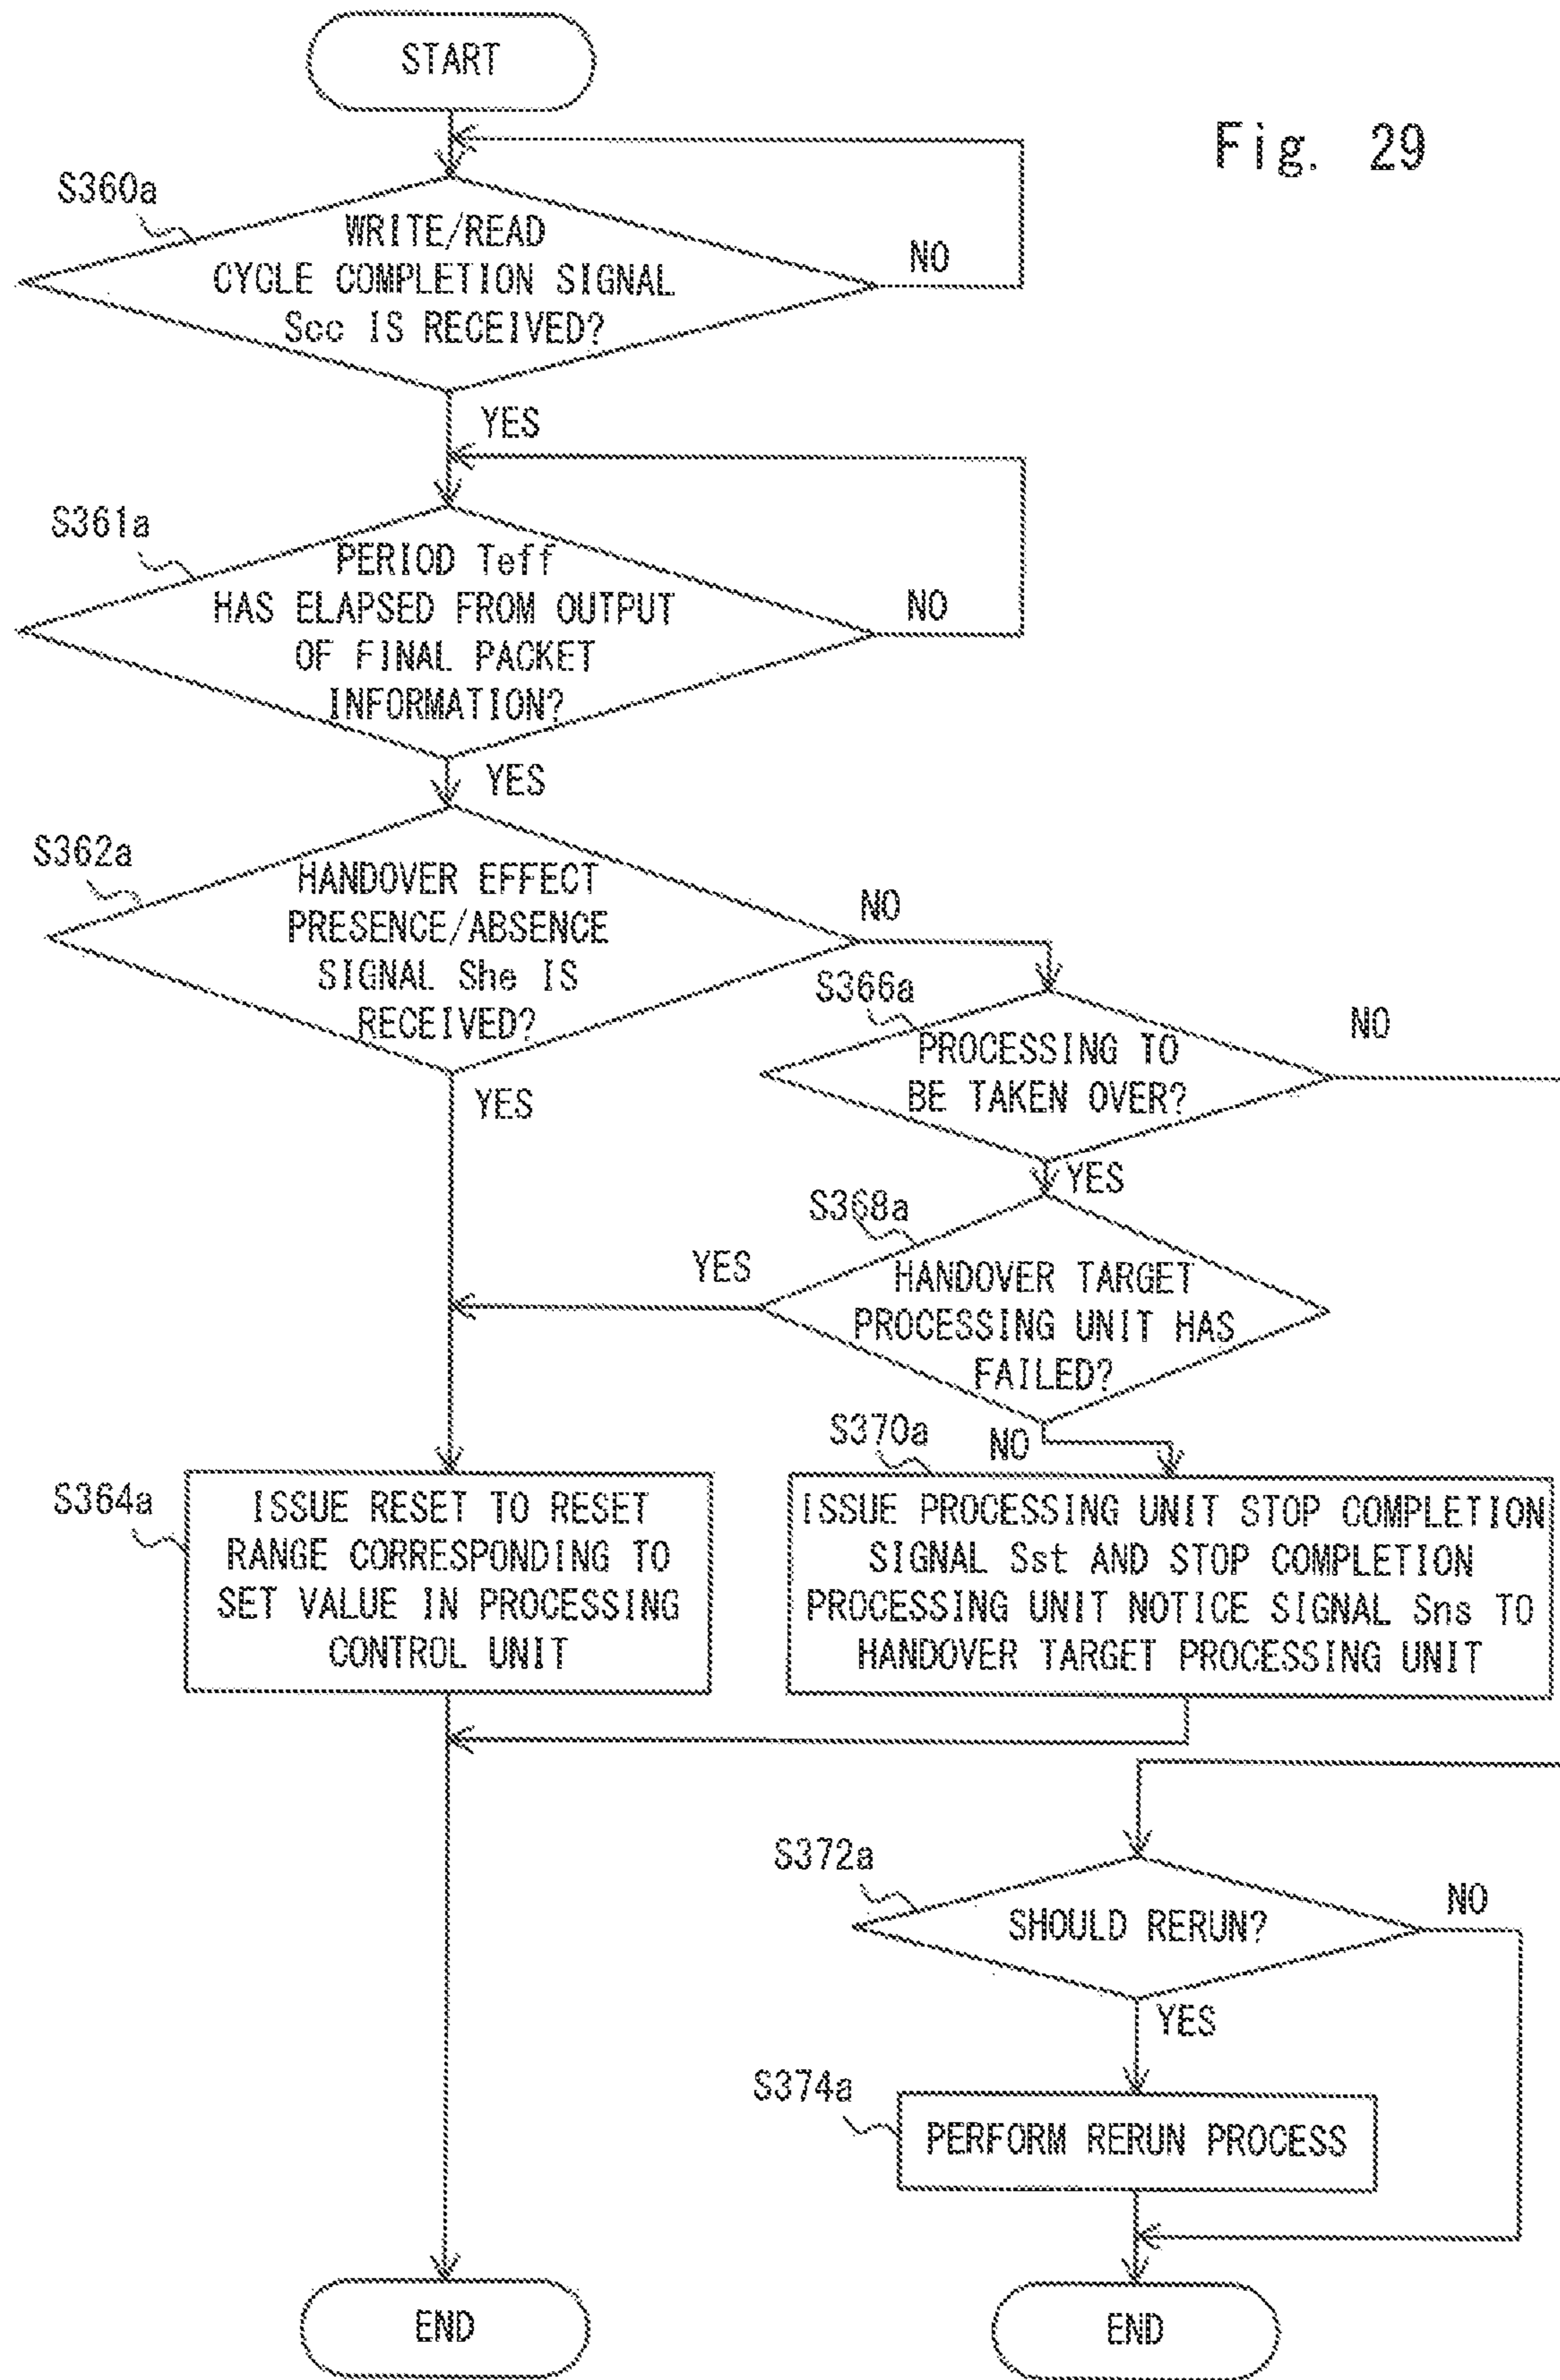 START
Fig. 29
S360a
WRITE/READ
CYCLE COMPLETION SIGNAL
Scc IS RECEIVED?
NO
YES
S361a
PERIOD Teff
HAS ELAPSED FROM OUTPUT
OF FINAL PACKET
INFORMATION?
NO
YES
S362a
HANDOVER EFFECT
PRESENCE/ABSENCE
SIGNAL She IS
RECEIVED?
NO
YES
S366a
PROCESSING TO
BE TAKEN OVER?
NO
YES
S368a
HANDOVER TARGET
PROCESSING UNIT HAS
FAILED?
YES
NO
S364a
ISSUE RESET TO RESET
RANGE CORRESPONDING TO
SET VALUE IN PROCESSING
CONTROL UNIT
S370a
ISSUE PROCESSING UNIT STOP COMPLETION
SIGNAL Sst AND STOP COMPLETION
PROCESSING UNIT NOTICE SIGNAL Sns TO
HANDOVER TARGET PROCESSING UNIT
S372a
SHOULD RERUN?
NO
YES
S374a
PERFORM RERUN PROCESS
END
END